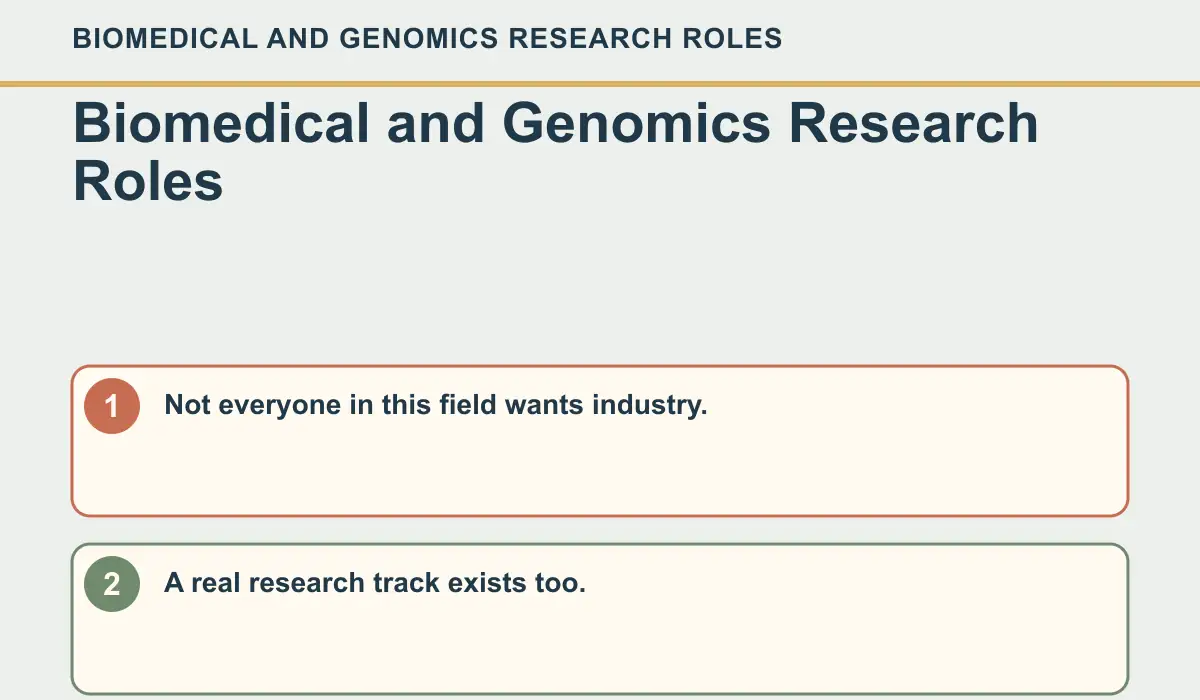 BIOMEDICAL AND GENOMICS RESEARCH ROLES
Biomedical and Genomics Research
Roles
1 Not everyone in this field wants industry.
2 A real research track exists too.